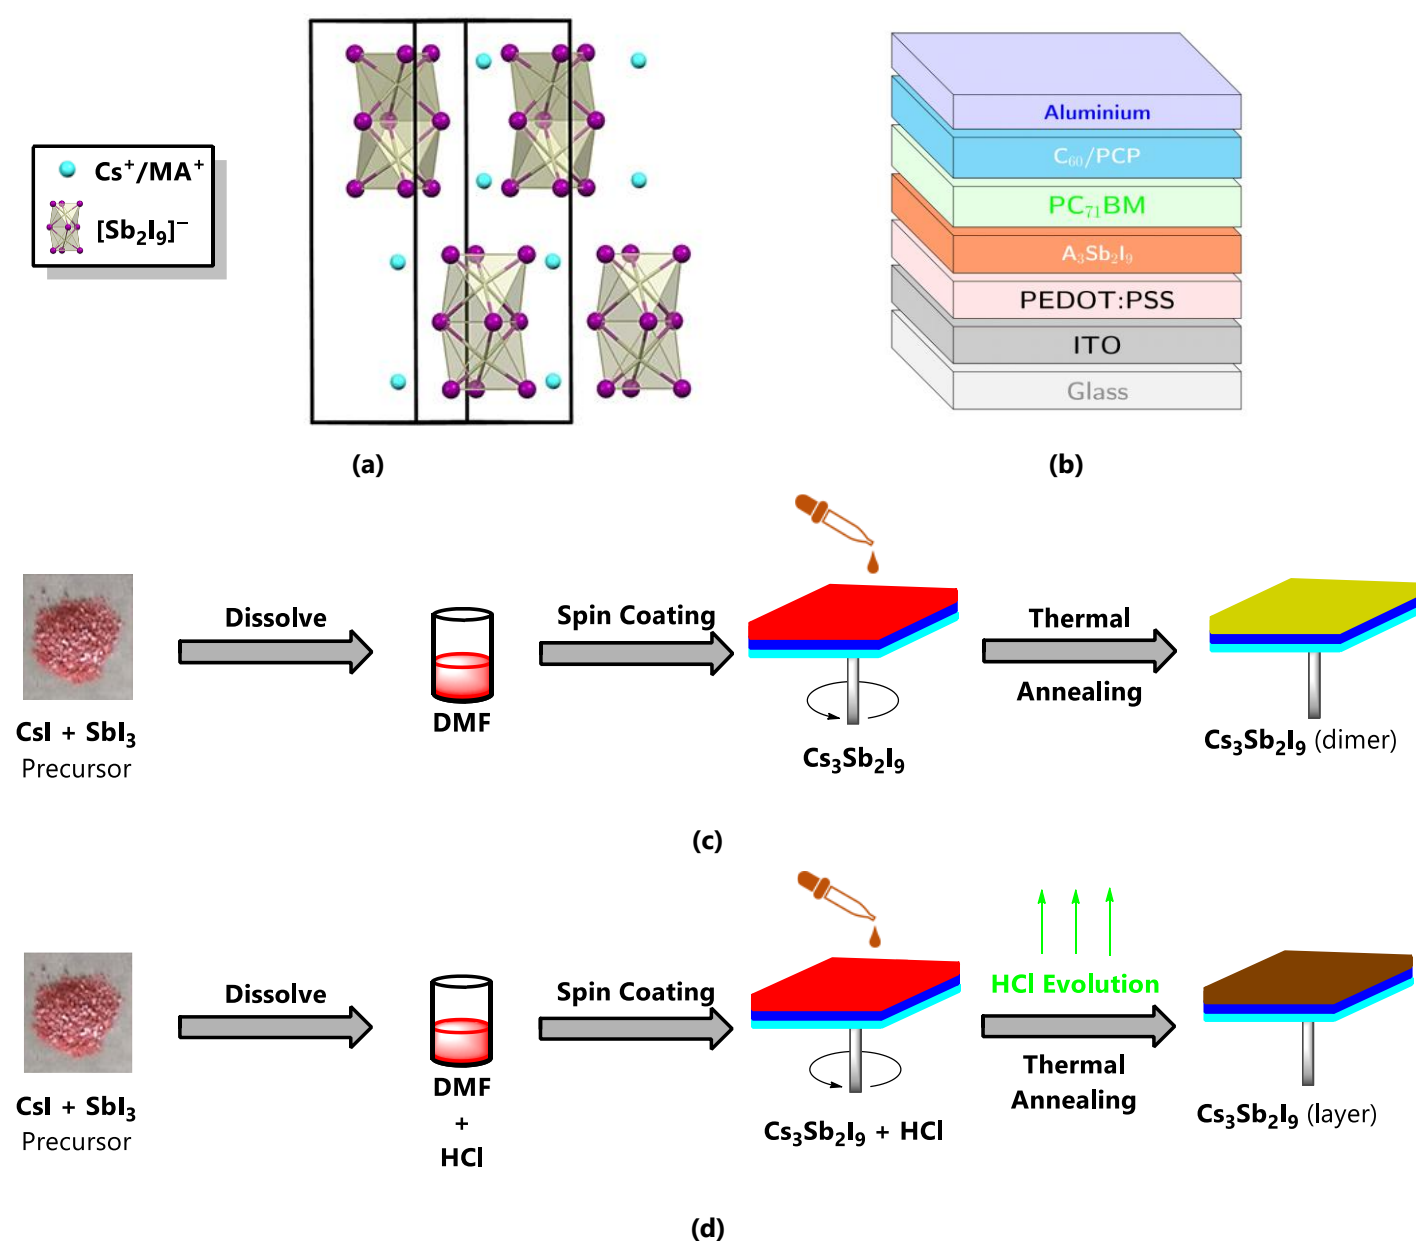 Cs⁺/MA⁺
[Sb₂I₉]⁻
(a)
Aluminium
C₆₀/PCP
PC₇₁BM
A₃Sb₂I₉
PEDOT:PSS
ITO
Glass
(b)
CsI + SbI₃
Precursor
Dissolve
DMF
Spin Coating
Cs₃Sb₂I₉
Thermal
Annealing
Cs₃Sb₂I₉ (dimer)
(c)
CsI + SbI₃
Precursor
Dissolve
DMF
+
HCl
Spin Coating
Cs₃Sb₂I₉ + HCl
HCl Evolution
Thermal
Annealing
Cs₃Sb₂I₉ (layer)
(d)